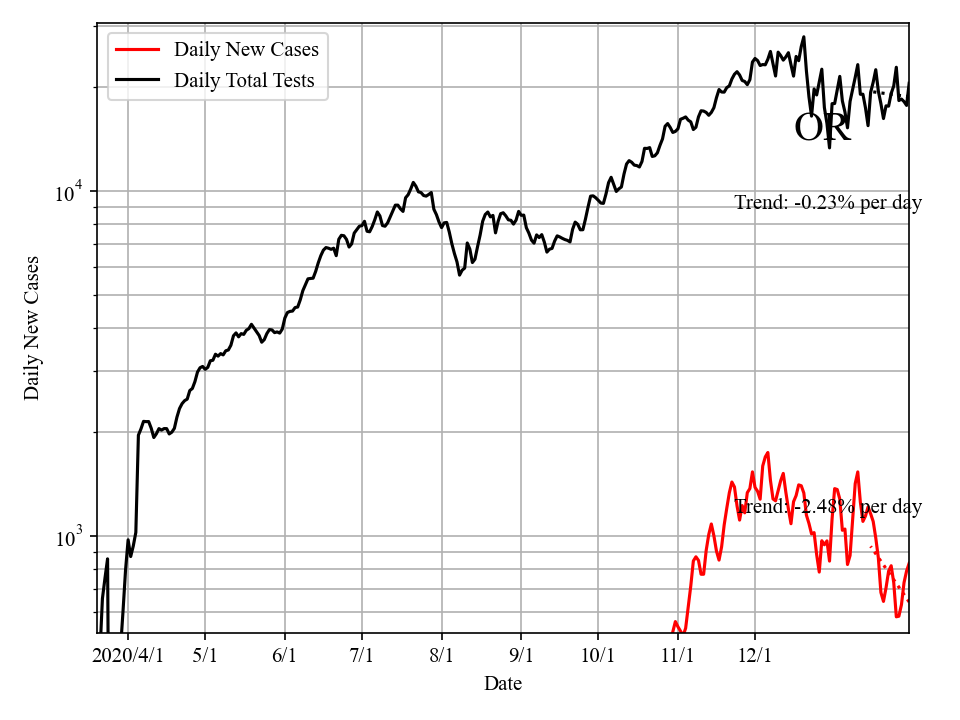 Daily New Cases
Daily Total Tests
OR
10^4
Trend: -0.23% per day
Daily New Cases
Trend: -2.48% per day
10^3
2020/4/1 5/1 6/1 7/1 8/1 9/1 10/1 11/1 12/1
Date